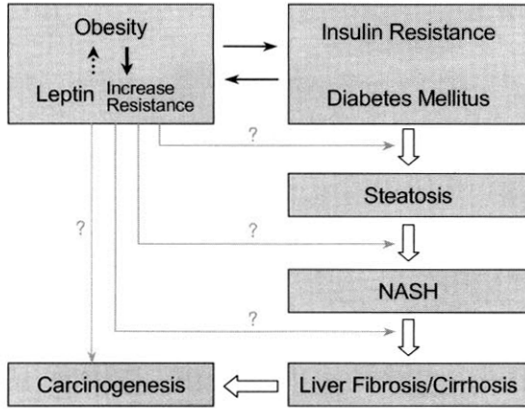 Obesity
Leptin
Increase
Resistance
Insulin Resistance
Diabetes Mellitus
?
Steatosis
?
?
NASH
?
Carcinogenesis
Liver Fibrosis/Cirrhosis